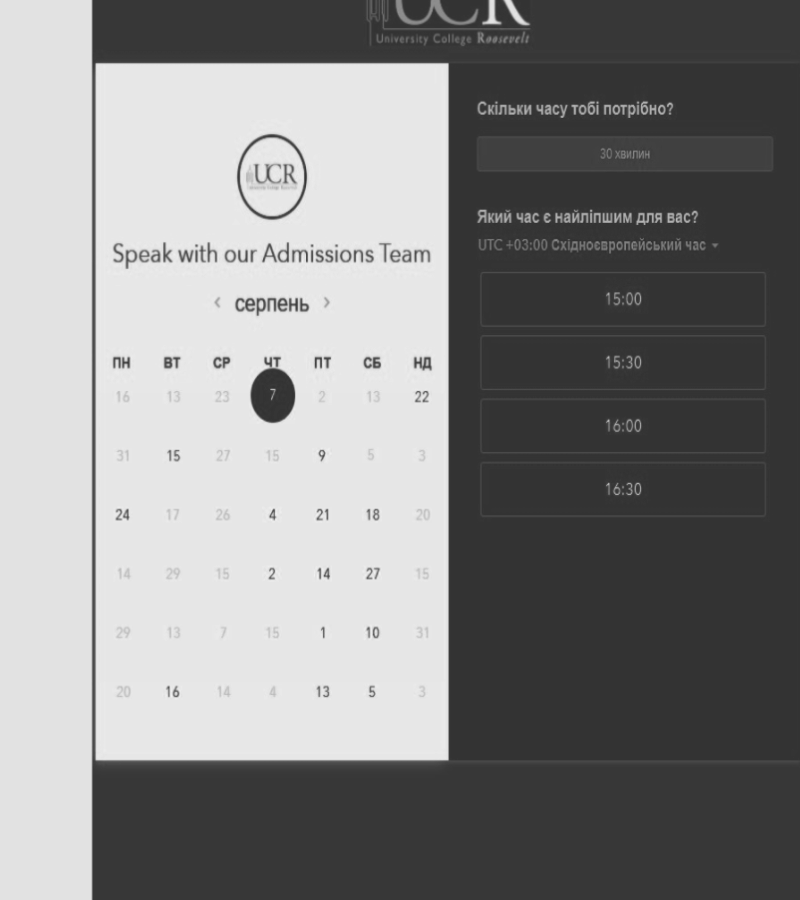 UCR
University College Roosevelt
UCR
Speak with our Admissions Team
‹ серпень ›
ПН ВТ СР ЧТ ПТ СБ НД
16 13 23 7 2 13 22
31 15 27 15 9 5 3
24 17 26 4 21 18 20
14 29 15 2 14 27 15
29 13 7 15 1 10 31
20 16 14 4 13 5 3
Скільки часу тобі потрібно?
30 хвилин
Який час є найліпшим для вас?
UTC +03:00 Східноєвропейський час
15:00
15:30
16:00
16:30